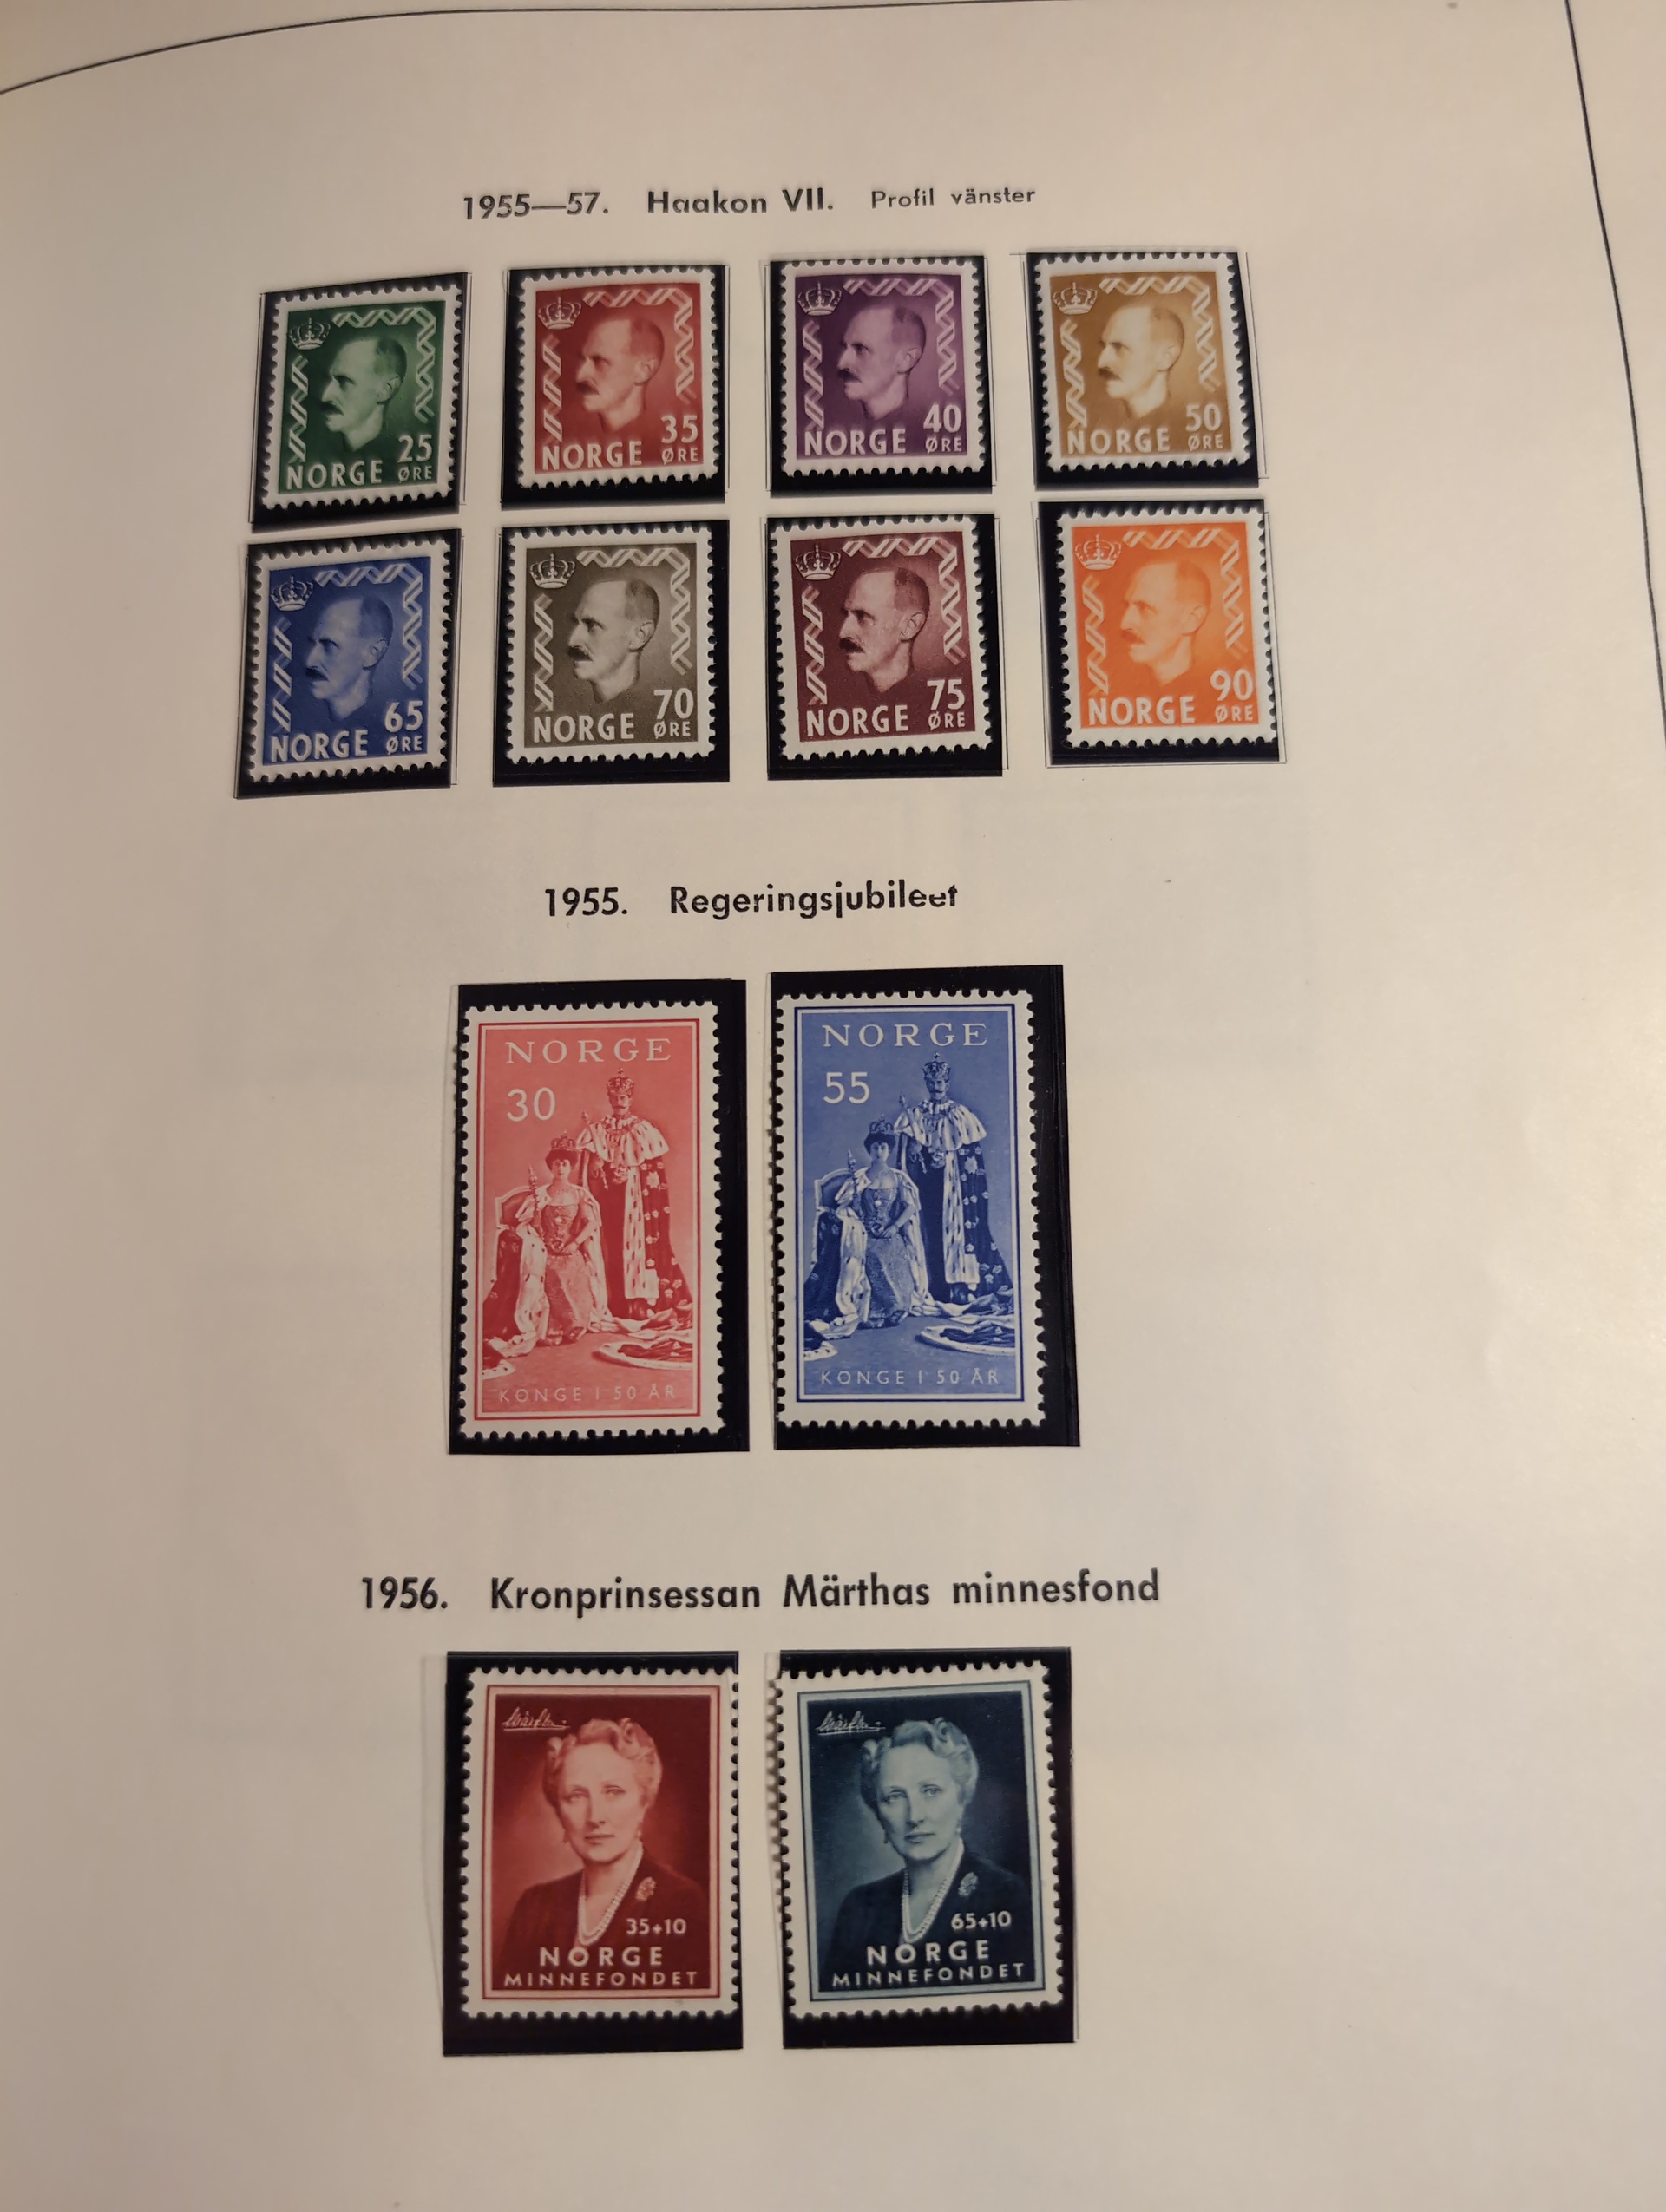 1955—57. Haakon VII. Profil vänster
25
NORGE ØRE
35
NORGE ØRE
40
NORGE ØRE
50
NORGE ØRE
65
NORGE ØRE
70
NORGE ØRE
75
NORGE ØRE
90
NORGE ØRE
1955. Regeringsjubileet
NORGE
30
KONGE I 50 ÅR
NORGE
55
KONGE I 50 ÅR
1956. Kronprinsessan Märthas minnesfond
Märtha
35+10
NORGE
MINNEFONDET
Märtha
65+10
NORGE
MINNEFONDET